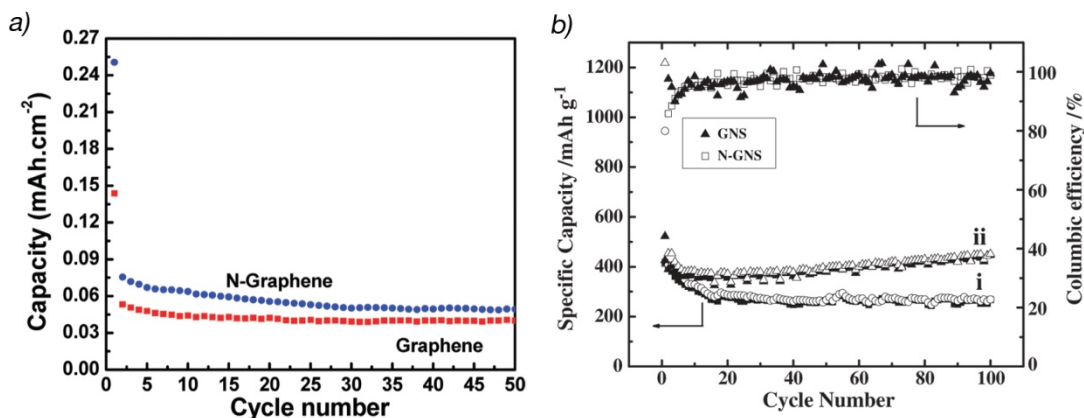 a)
Capacity (mAh.cm-2)
0.27
0.24
0.21
0.18
0.15
0.12
0.09
0.06
0.03
0.00
N-Graphene
Graphene
0 5 10 15 20 25 30 35 40 45 50
Cycle number
b)
Specific Capacity /mAh g-1
1200
1000
800
600
400
200
GNS
N-GNS
ii
i
100
80
60
40
20
0
Columbic efficiency /%
0 20 40 60 80 100
Cycle Number